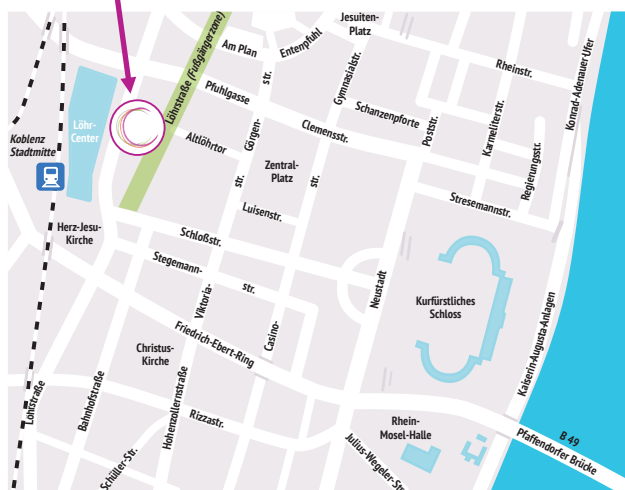 Jesuiten-
Platz
Am Plan
Entenpfuhl
Rheinstr.
Konrad-Adenauer Ufer
Löhrstraße (Fußgängerzone)
Gymnasialstr.
Pfuhlgasse
Görgen-
str.
str.
Schanzenpforte
Poststr.
Karmeliterstr.
Regierungsstr.
Clemensstr.
Löhr-
Center
Koblenz
Stadtmitte
Altlöhrtor
Zentral-
Platz
str.
Luisenstr.
Stresemannstr.
Herz-Jesu-
Kirche
Schloßstr.
Stegemann-
str.
Viktoria-
Casino-
Neustadt
Kurfürstliches
Schloss
Kaiserin-Augusta-Anlagen
Friedrich-Ebert-Ring
Christus-
Kirche
Bahnhofstraße
Hohenzollernstraße
Rizzastr.
Rhein-
Mosel-Halle
B 49
Pfaffendorfer Brücke
Schüller-Str.
Julius-Wegeler-Str